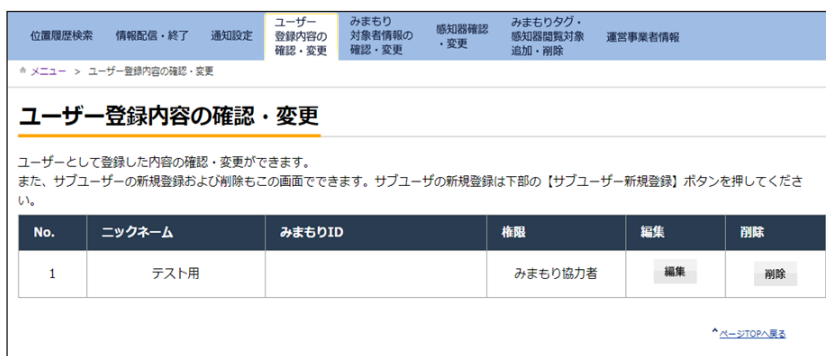 位置履歴検索
情報配信・終了
通知設定
ユーザー
登録内容の
確認・変更
みまもり
対象者情報の
確認・変更
感知器確認
・変更
みまもりタグ・
感知器閲覧対象
追加・削除
運営事業者情報
メニュー > ユーザー登録内容の確認・変更
ユーザー登録内容の確認・変更
ユーザーとして登録した内容の確認・変更ができます。
また、サブユーザーの新規登録および削除もこの画面でできます。サブユーザの新規登録は下部の【サブユーザー新規登録】ボタンを押してくださ
い。
No. ニックネーム みまもりID 権限 編集 削除
1 テスト用 みまもり協力者 編集 削除
^ページTOPへ戻る